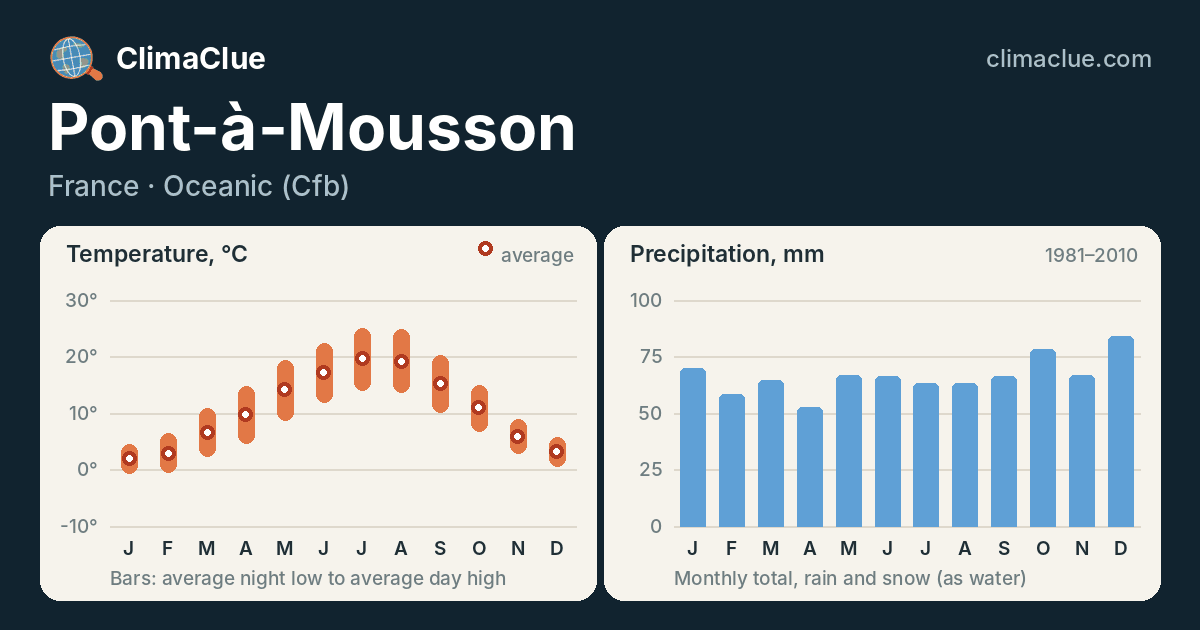 ClimaClue
climaclue.com
Pont-à-Mousson
France · Oceanic (Cfb)
Temperature, °C
average
30°
20°
10°
0°
-10°
J F M A M J J A S O N D
Bars: average night low to average day high
Precipitation, mm
1981–2010
100
75
50
25
0
J F M A M J J A S O N D
Monthly total, rain and snow (as water)